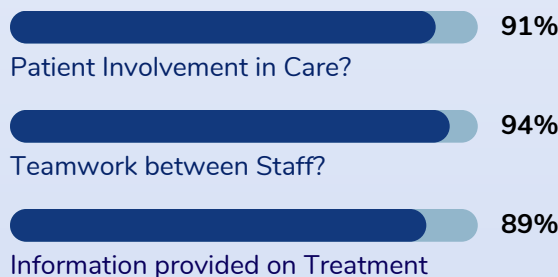 91%
Patient Involvement in Care?
94%
Teamwork between Staff?
89%
Information provided on Treatment